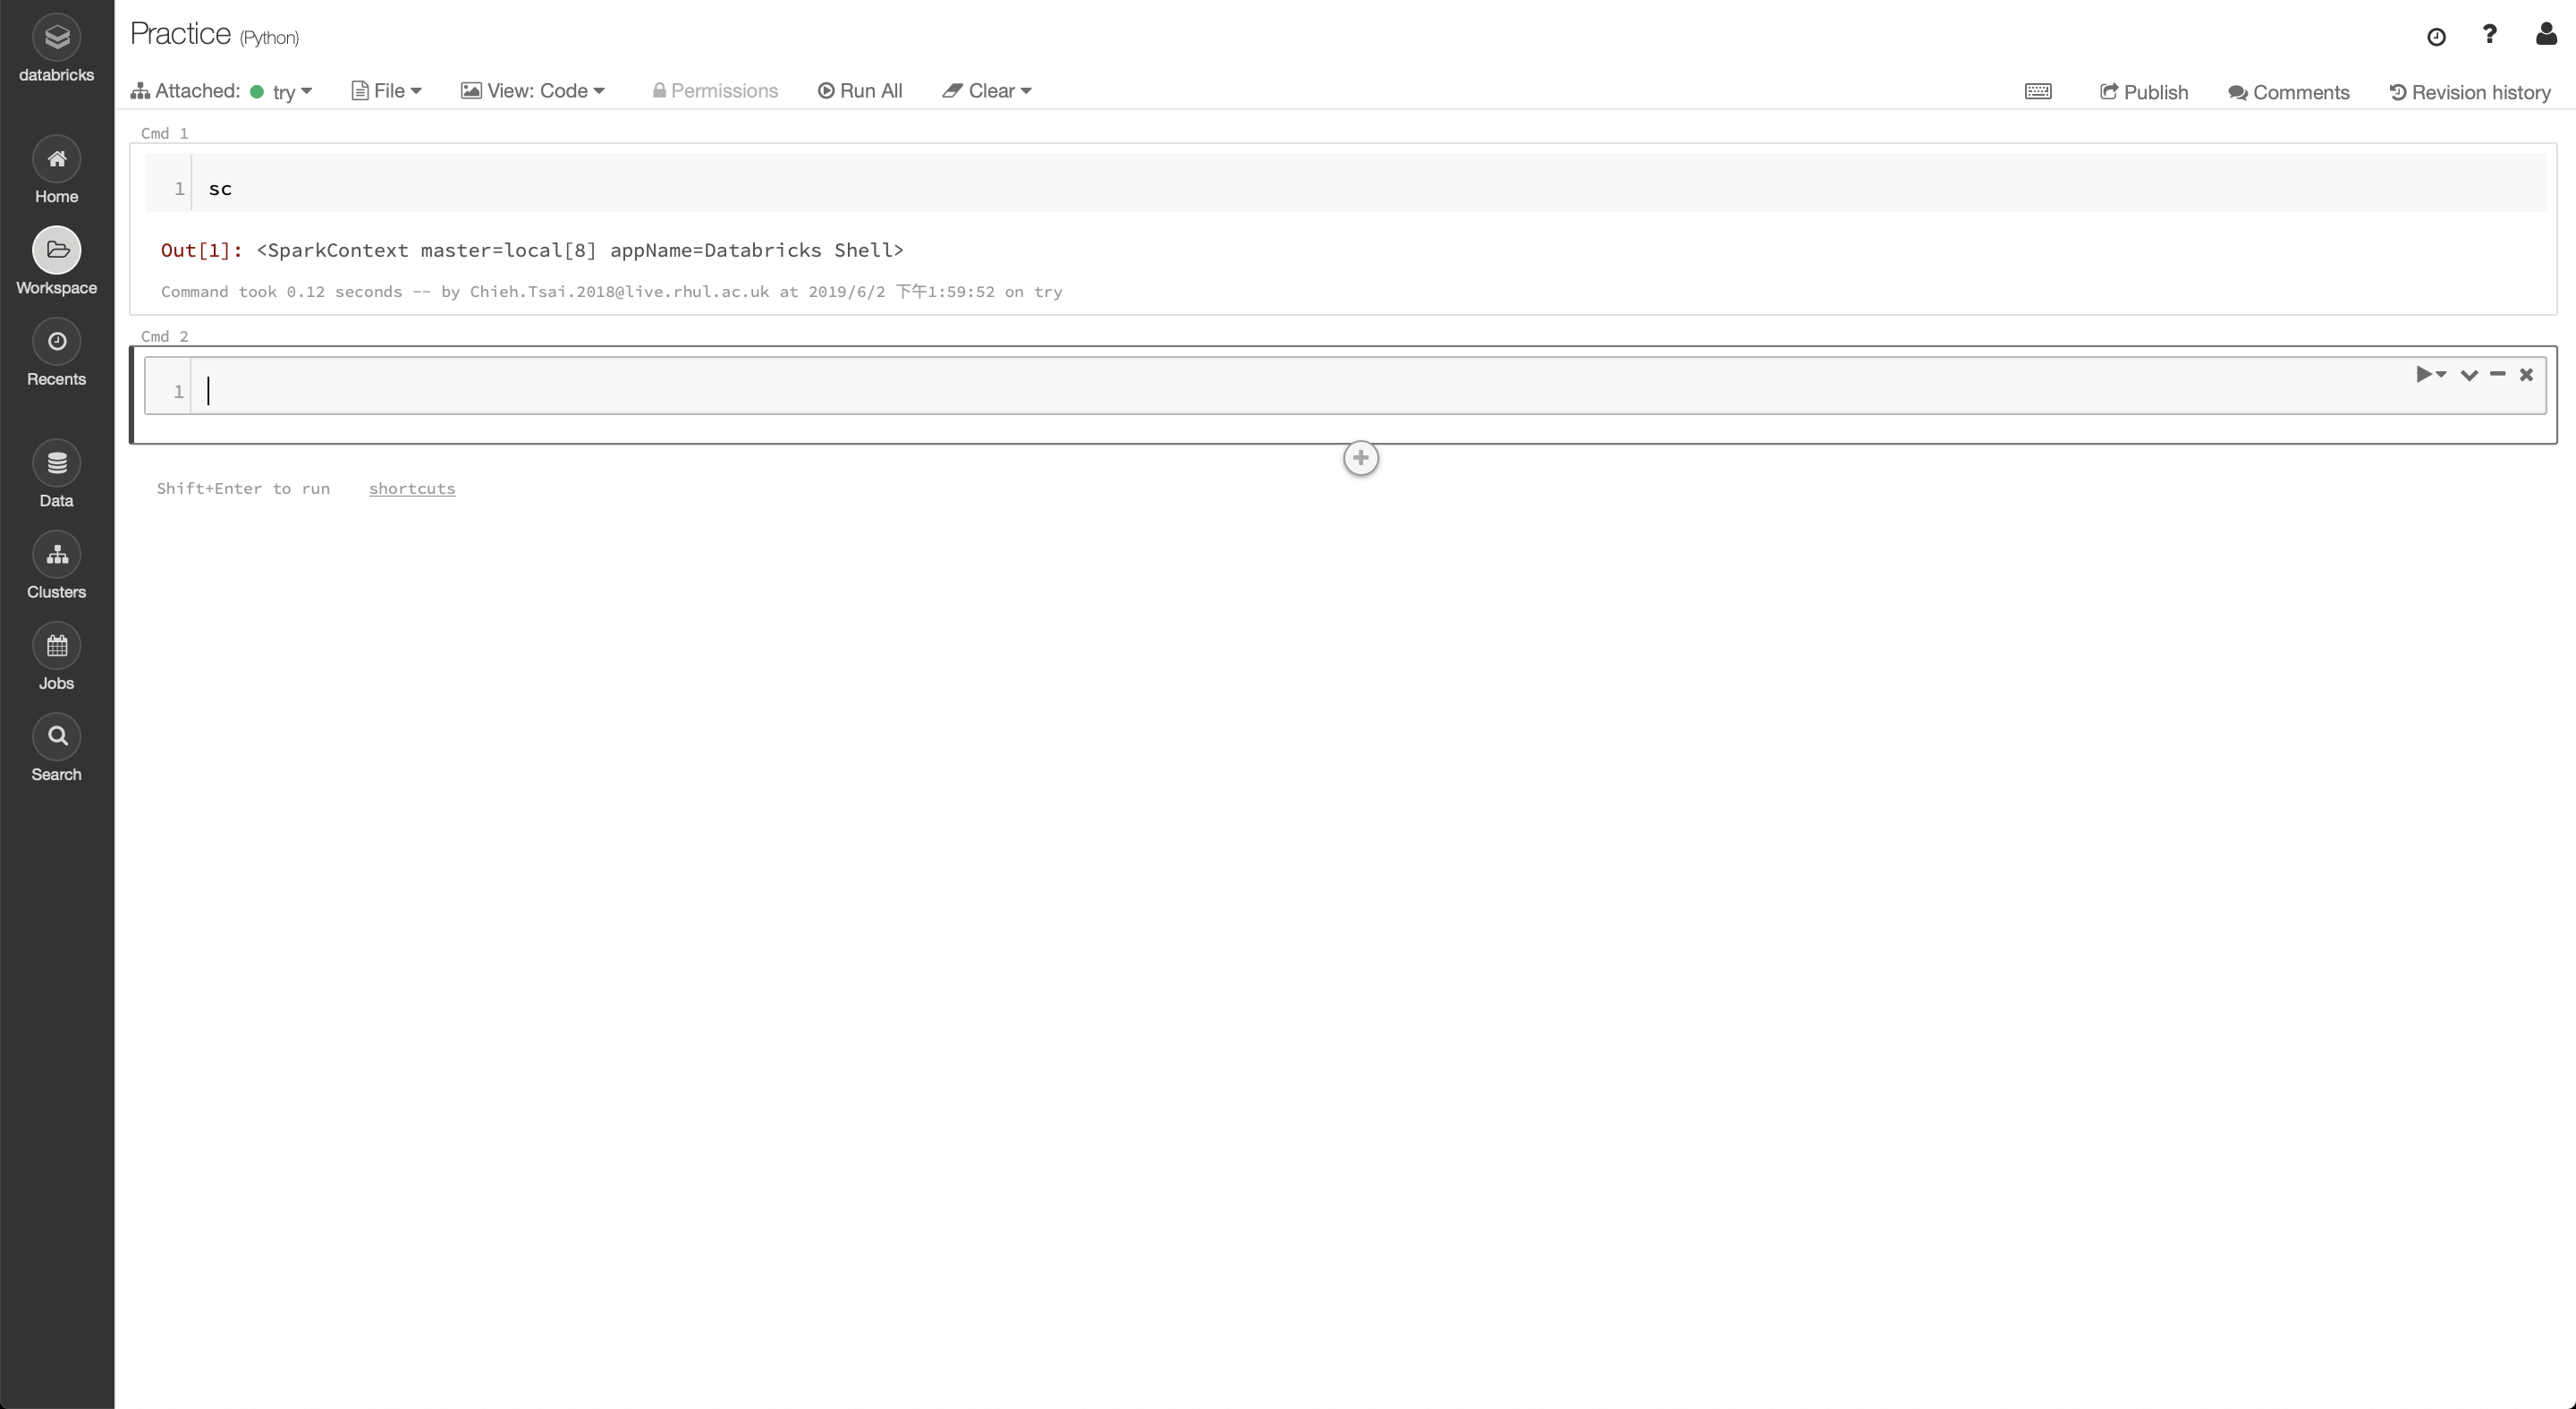 databricks
Home
Workspace
Recents
Data
Clusters
Jobs
Search
Practice (Python)
Attached: try File View: Code Permissions Run All Clear Publish Comments Revision history
Cmd 1
1 sc
Out[1]: <SparkContext master=local[8] appName=Databricks Shell>
Command took 0.12 seconds -- by Chieh.Tsai.2018@live.rhul.ac.uk at 2019/6/2 下午1:59:52 on try
Cmd 2
1
Shift+Enter to run shortcuts